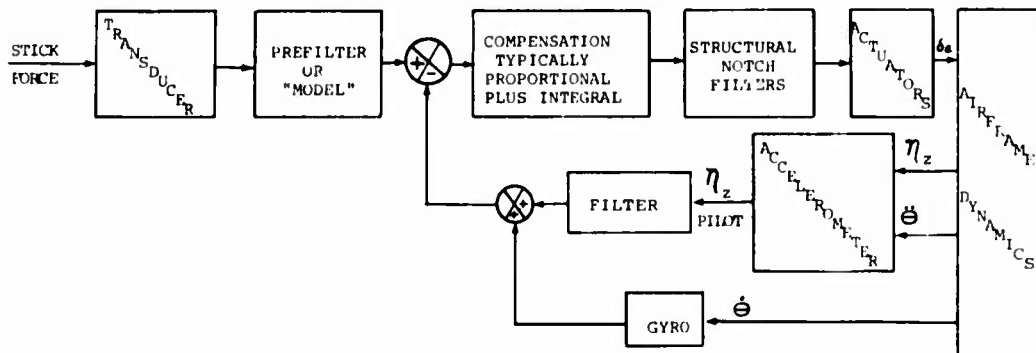 STICK
FORCE
TRANSDUCER
PREFILTER
OR
"MODEL"
+
-
COMPENSATION
TYPICALLY
PROPORTIONAL
PLUS INTEGRAL
STRUCTURAL
NOTCH
FILTERS
ACTUATORS
δe
AIRFLAME
DYNAMICS
ηz
θ̈
ACCELEROMETER
ηz
PILOT
FILTER
+
+
GYRO
θ̇